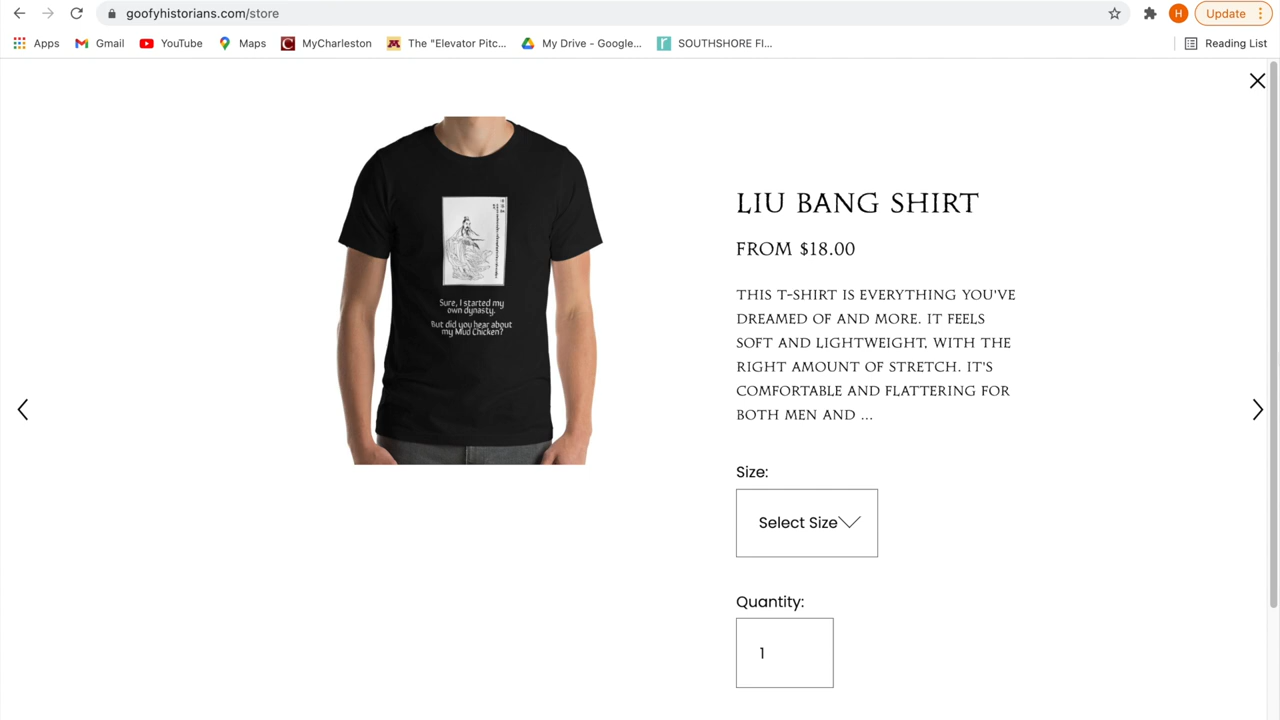 goofyhistorians.com/store
H
Update
Apps
Gmail
YouTube
Maps
C
MyCharleston
The "Elevator Pitc...
My Drive - Google...
SOUTHSHORE FI...
Reading List
Sure, I started my
own dynasty.
But did you hear about
my Mud Chicken?
LIU BANG SHIRT
FROM $18.00
THIS T-SHIRT IS EVERYTHING YOU'VE
DREAMED OF AND MORE. IT FEELS
SOFT AND LIGHTWEIGHT, WITH THE
RIGHT AMOUNT OF STRETCH. IT'S
COMFORTABLE AND FLATTERING FOR
BOTH MEN AND ...
Size:
Select Size
Quantity:
1